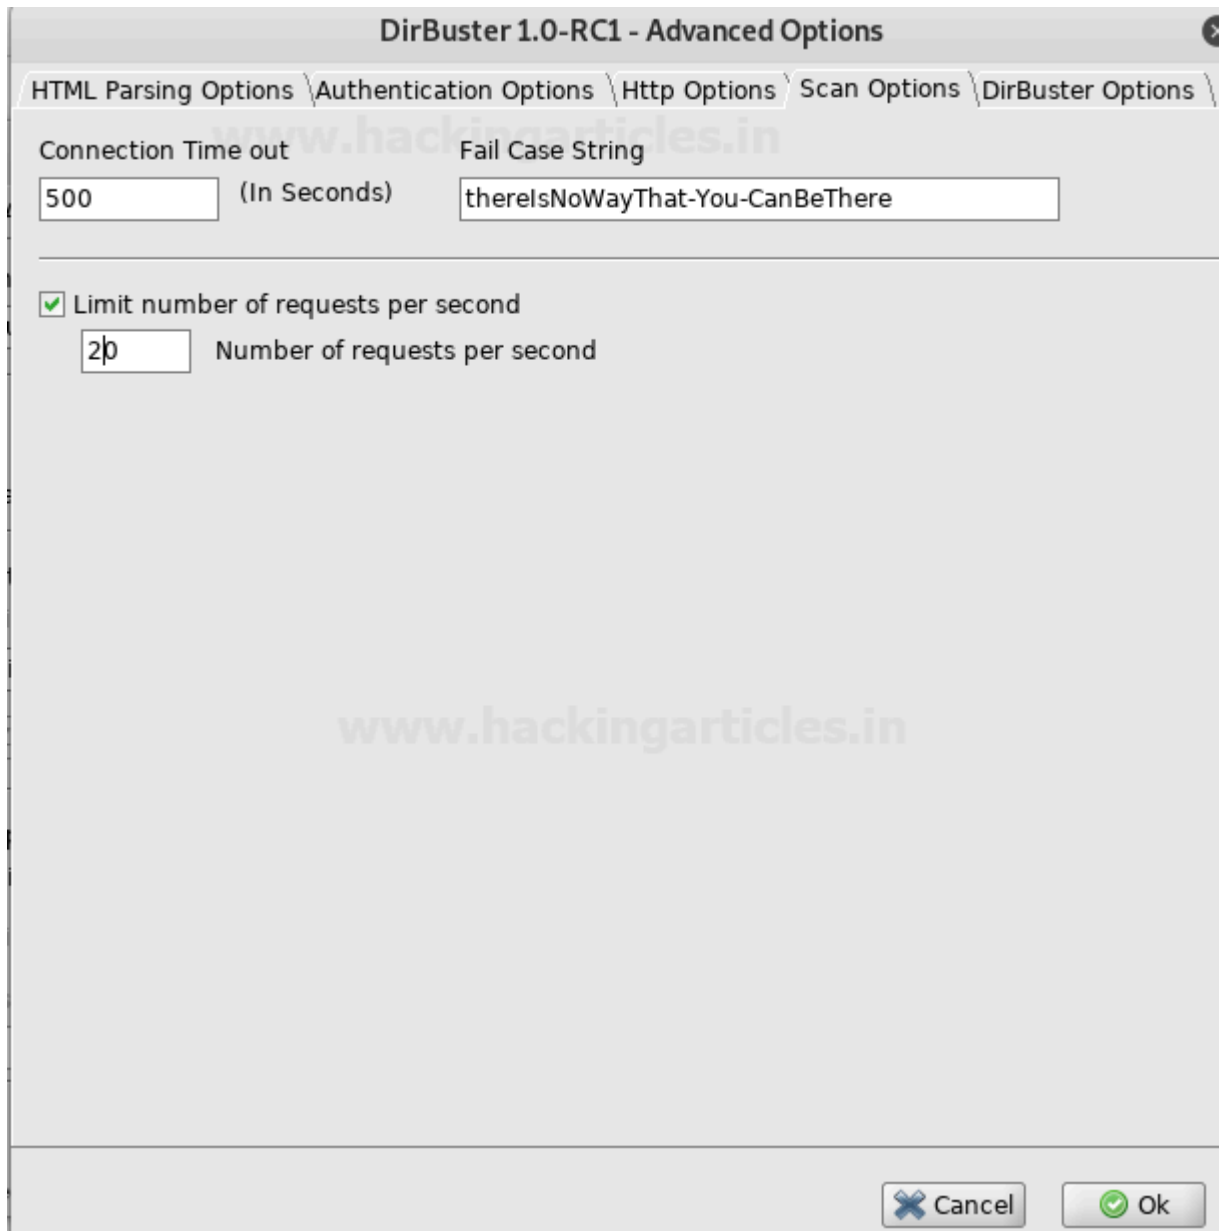 DirBuster 1.0-RC1 - Advanced Options
HTML Parsing Options Authentication Options Http Options Scan Options DirBuster Options
www.hackingarticles.in
Connection Time out Fail Case String
500 (In Seconds) thereIsNoWayThat-You-CanBeThere
Limit number of requests per second
20 Number of requests per second
www.hackingarticles.in
Cancel Ok